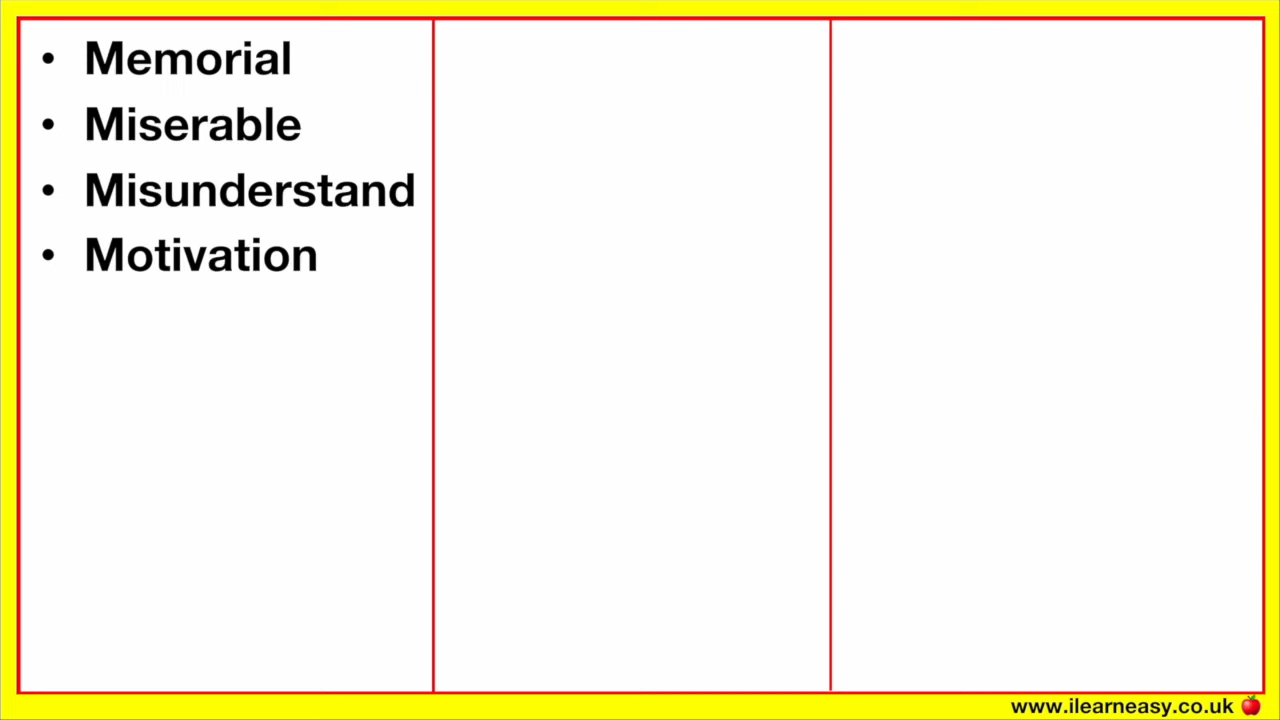 • Memorial
• Miserable
• Misunderstand
• Motivation
www.ilearneasy.co.uk